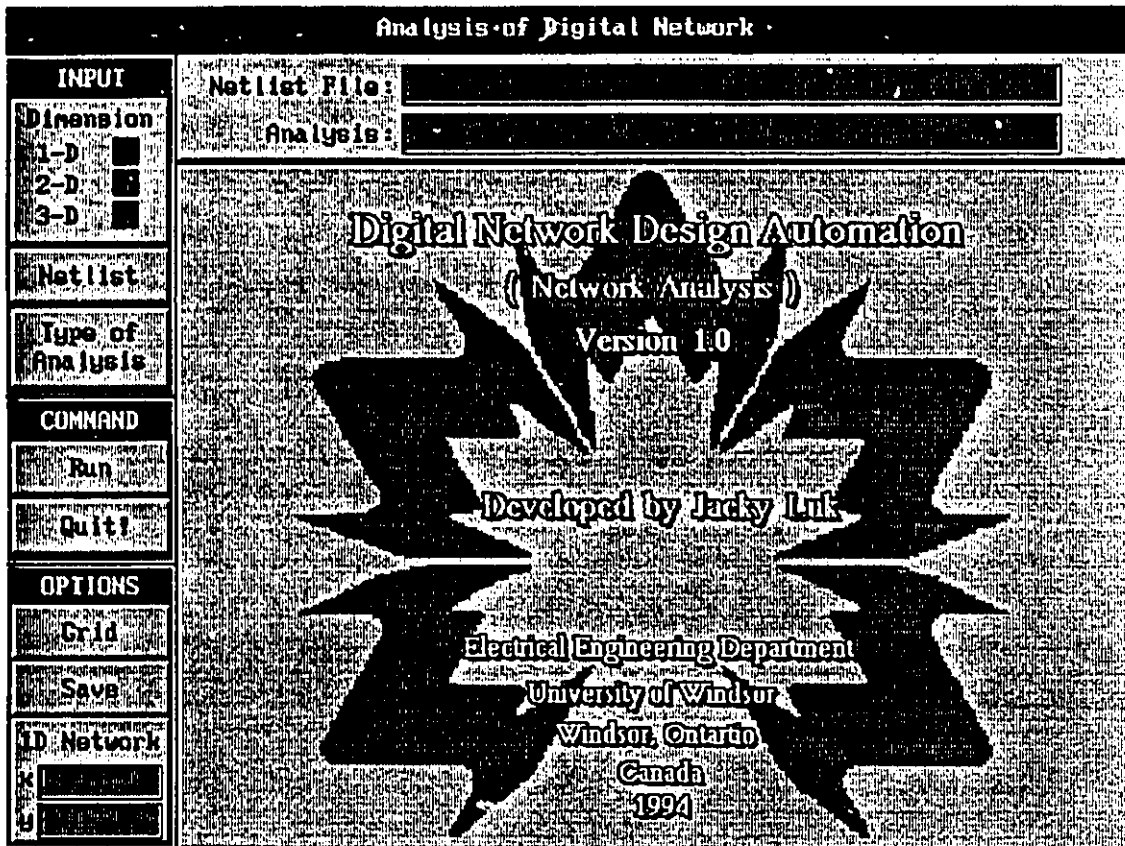 Analysis of Digital Network
INPUT
Dimension
1-D
2-D
3-D
Netlist
Type of
Analysis
COMMAND
Run
Quit!
OPTIONS
Grid
Save
1D Network
X
y
Netlist File:
Analysis:
Digital Network Design Automation
( Network Analysis )
Version 1.0
Developed by Jacky Luk
Electrical Engineering Department
University of Windsor
Windsor, Ontartio
Canada
1994